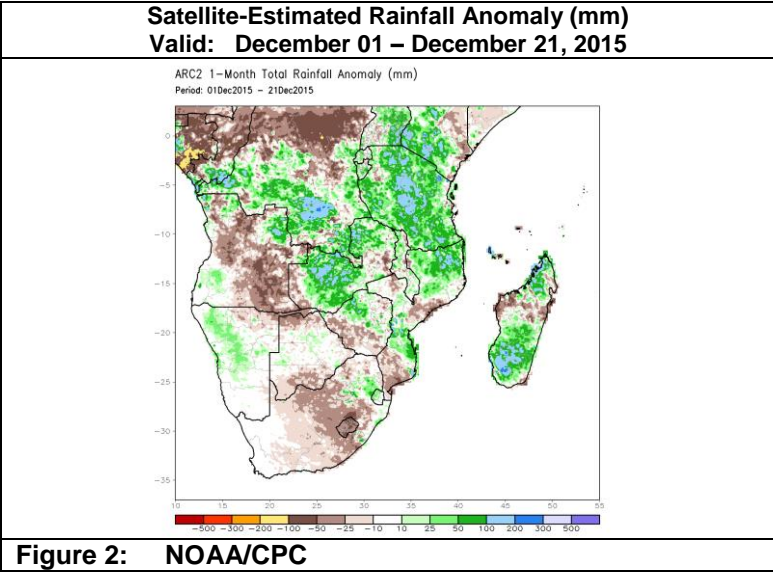 Satellite-Estimated Rainfall Anomaly (mm)
Valid: December 01 – December 21, 2015
ARC2 1-Month Total Rainfall Anomaly (mm)
Period: 01Dec2015 - 21Dec2015
0
-5
-10
-15
-20
-25
-30
-35
10 15 20 25 30 35 40 45 50 55
-500 -300 -200 -100 -50 -25 -10 10 25 50 100 200 300 500
Figure 2: NOAA/CPC